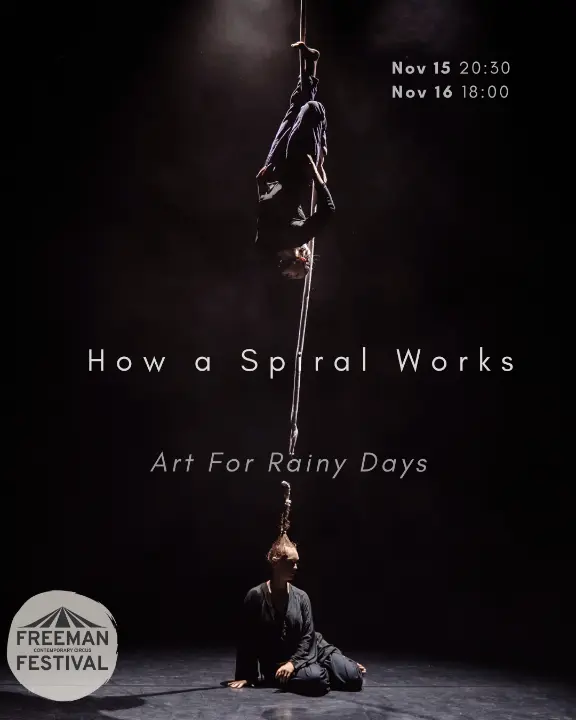 Nov 15 20:30
Nov 16 18:00
How a Spiral Works
Art For Rainy Days
FREEMAN
CONTEMPORARY CIRCUS
FESTIVAL